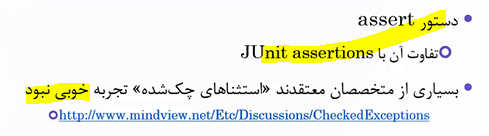 دستور assert
تفاوت آن با JUnit assertions
بسیاری از متخصصان معتقدند «استثناهای چک‌شده» تجربه خوبی نبود
http://www.mindview.net/Etc/Discussions/CheckedExceptions